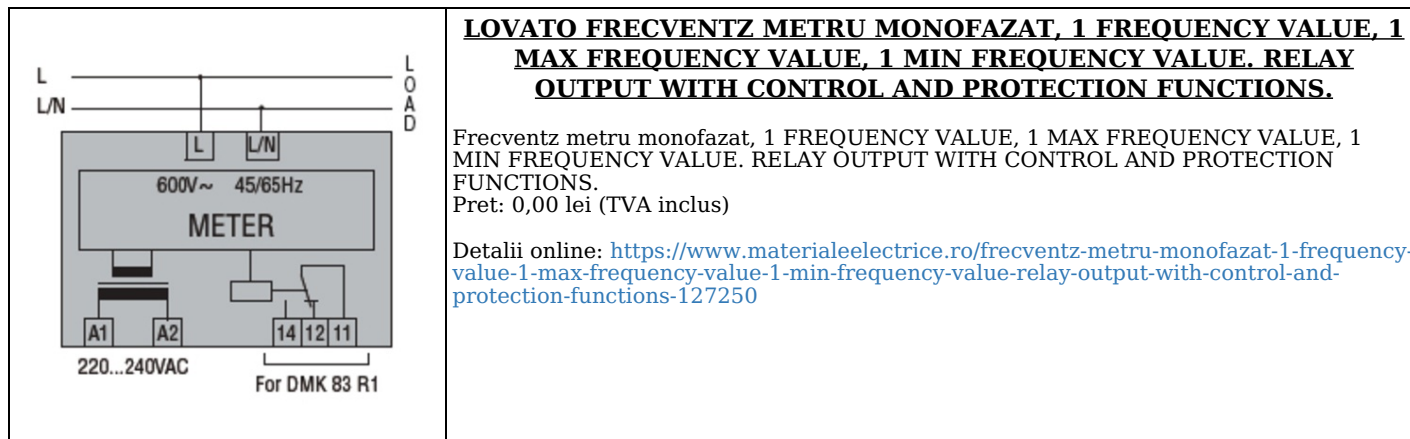 L
L/N
L
O
A
D
L L/N
600V~ 45/65Hz
METER
A1 A2 14 12 11
220...240VAC
For DMK 83 R1
LOVATO FRECVENTZ METRU MONOFAZAT, 1 FREQUENCY VALUE, 1
MAX FREQUENCY VALUE, 1 MIN FREQUENCY VALUE. RELAY
OUTPUT WITH CONTROL AND PROTECTION FUNCTIONS.
Frecventz metru monofazat, 1 FREQUENCY VALUE, 1 MAX FREQUENCY VALUE, 1
MIN FREQUENCY VALUE. RELAY OUTPUT WITH CONTROL AND PROTECTION
FUNCTIONS.
Pret: 0,00 lei (TVA inclus)
Detalii online: https://www.materialeelectrice.ro/frecventz-metru-monofazat-1-frequency-
value-1-max-frequency-value-1-min-frequency-value-relay-output-with-control-and-
protection-functions-127250